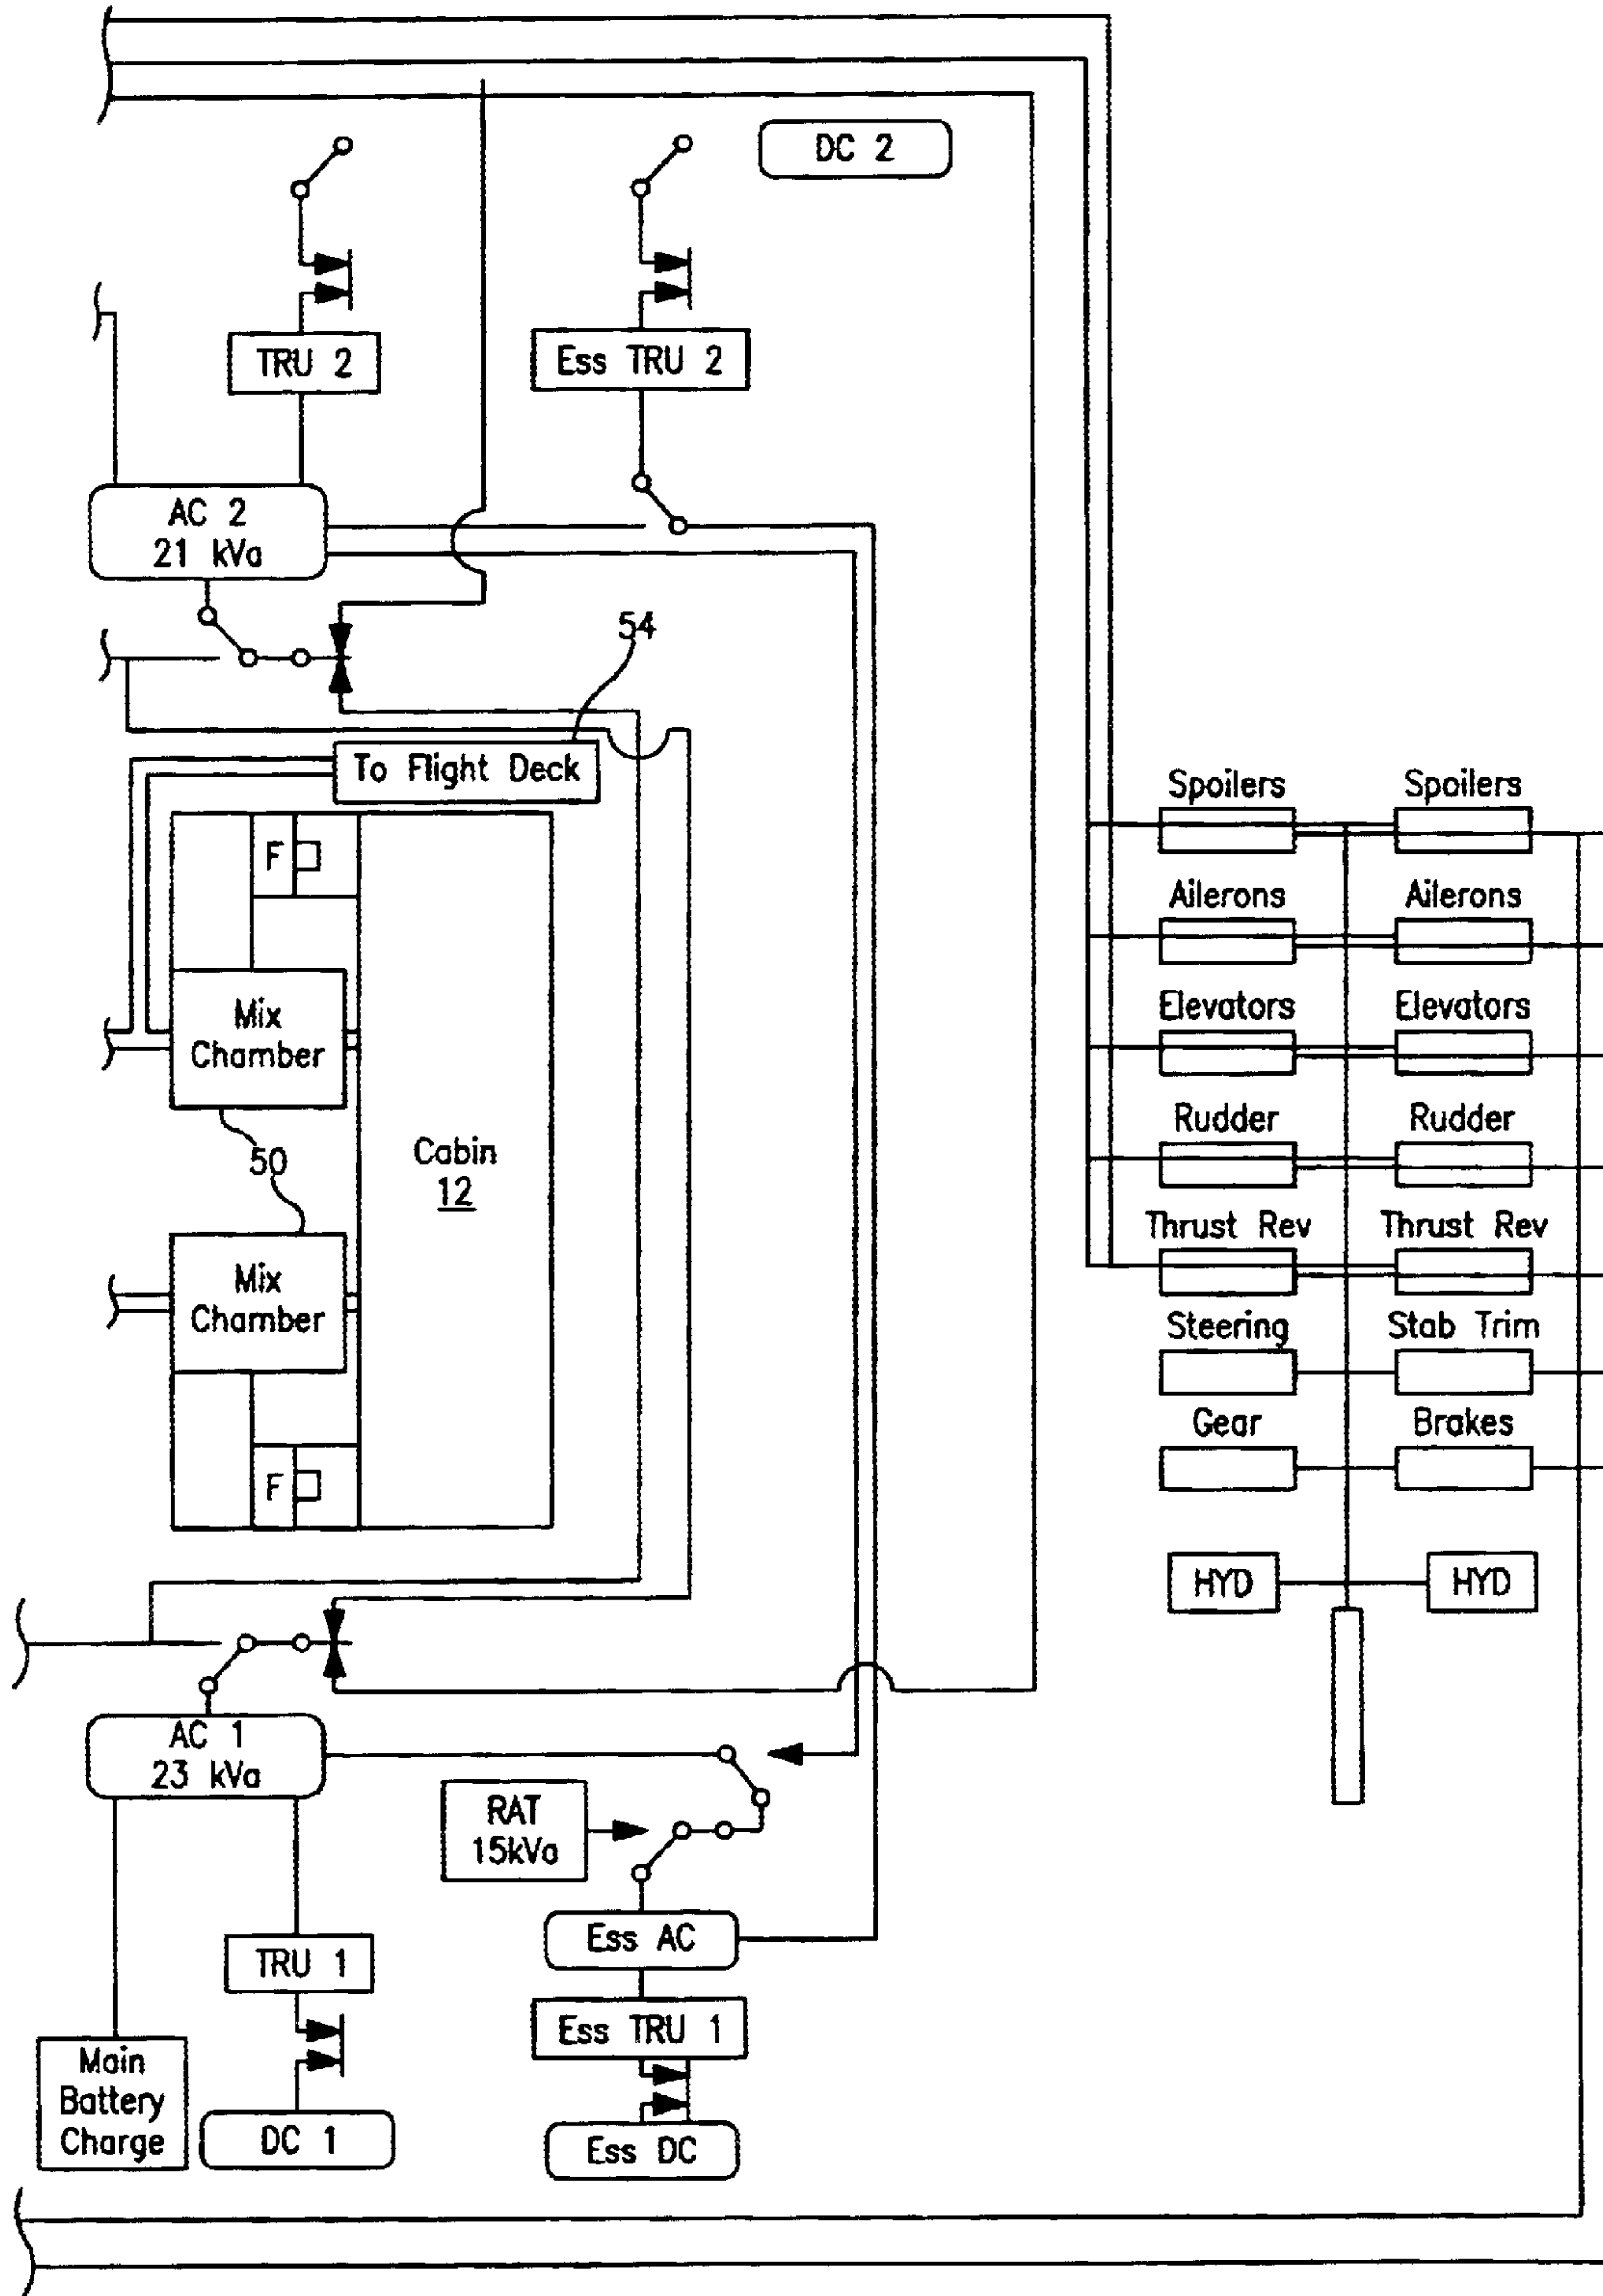 DC 2
TRU 2
Ess TRU 2
AC 2
21 kVa
54
To Flight Deck
F
Mix
Chamber
50
Cabin
12
Mix
Chamber
F
Spoilers
Spoilers
Ailerons
Ailerons
Elevators
Elevators
Rudder
Rudder
Thrust Rev
Thrust Rev
Steering
Stab Trim
Gear
Brakes
HYD
HYD
AC 1
23 kVa
RAT
15kVa
Ess AC
TRU 1
Ess TRU 1
Main
Battery
Charge
DC 1
Ess DC